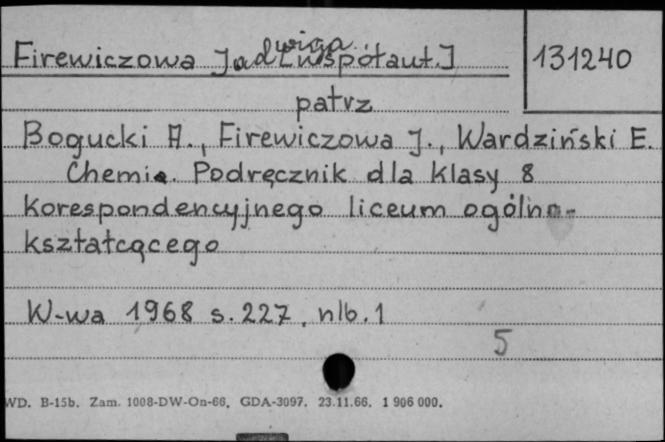 Firewiczowa Jadwiga [Współaut.] 131240
patrz
Bogucki A., Firewiczowa J., Wardziński E.
Chemia. Podręcznik dla klasy 8
korespondencyjnego liceum ogólno-
kształcącego
W-wa 1968 s. 227, nlb. 1
5
WD. B-15b. Zam. 1008-DW-On-66. GDA-3097. 23.11.66. 1 906 000.